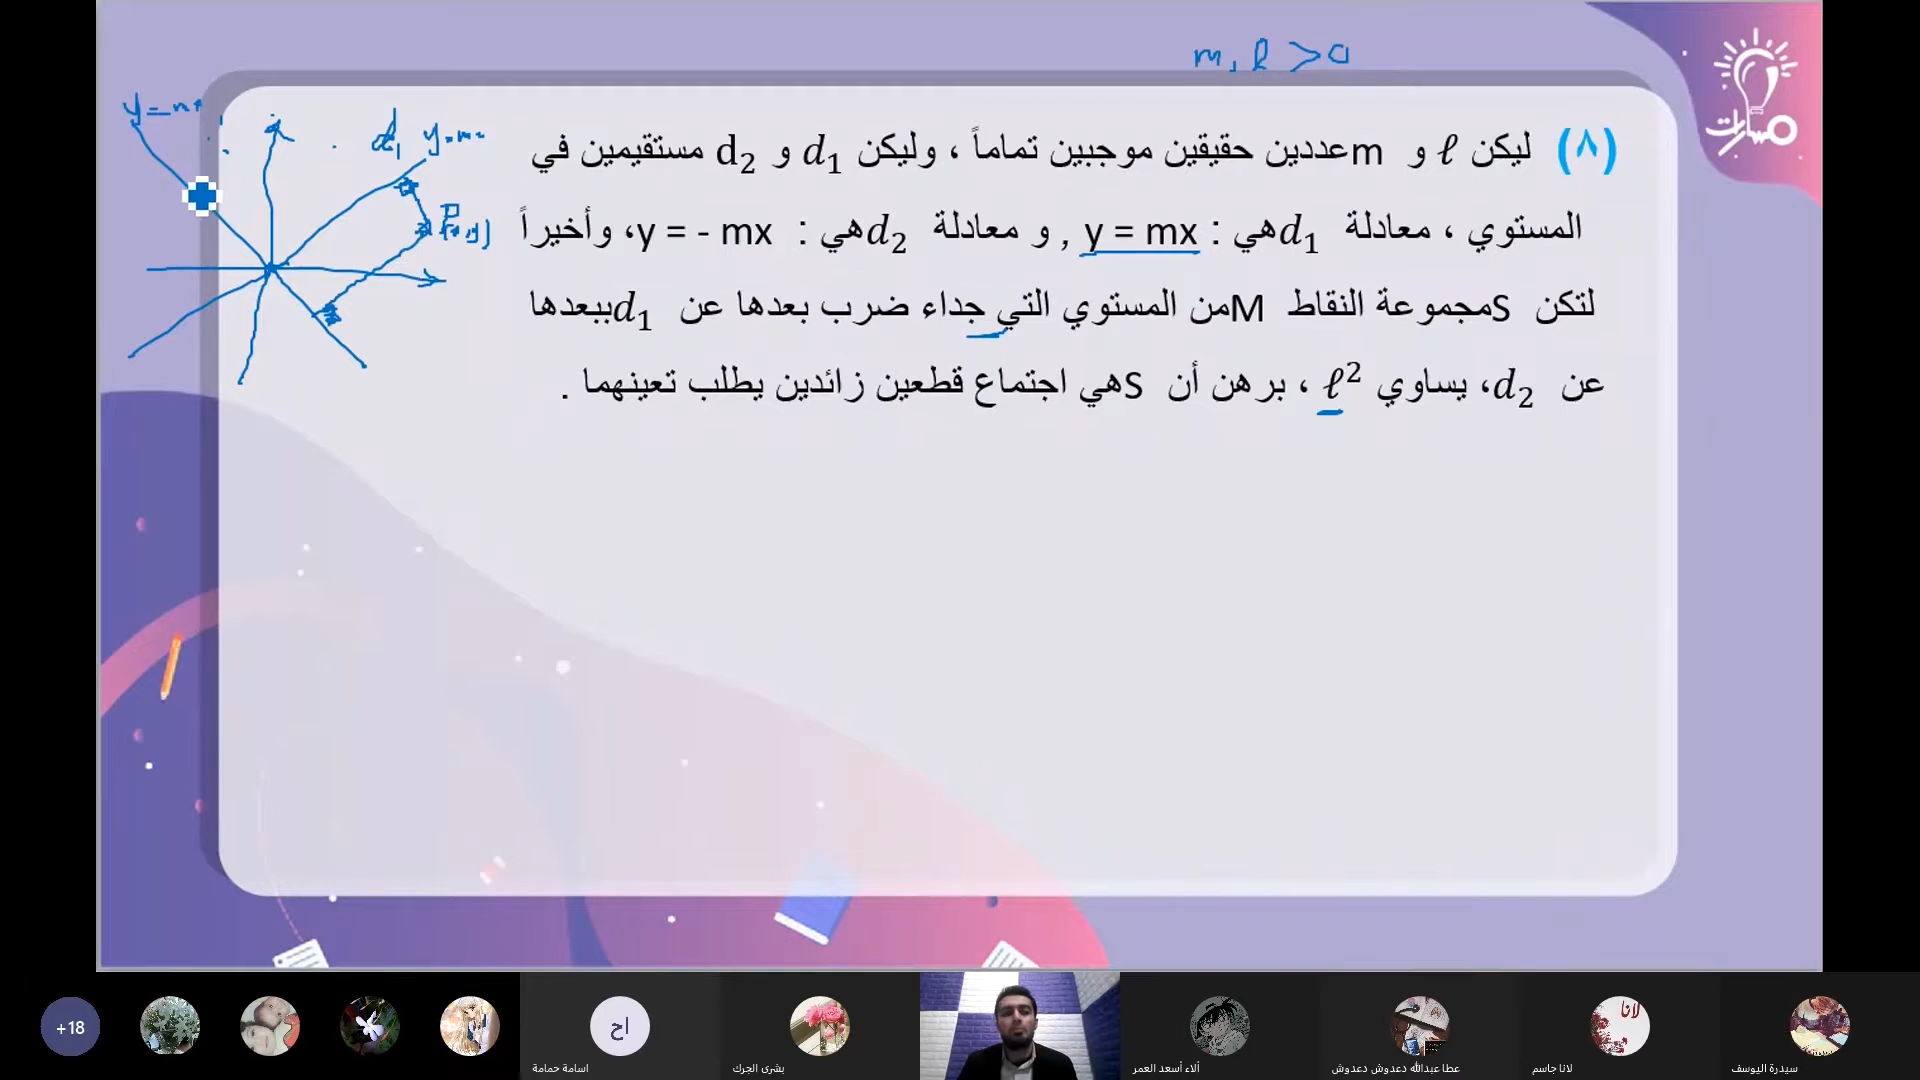 m, ℓ > 0
مسارات
(٨) ليكن ℓ و m عددين حقيقين موجبين تماماً ، وليكن d1 و d2 مستقيمين في
المستوي ، معادلة d1 هي : y = mx , و معادلة d2 هي : y = - mx، وأخيراً
لتكن S مجموعة النقاط M من المستوي التي جداء ضرب بعدها عن d1 ببعدها
عن d2، يساوي ℓ²، برهن أن S هي اجتماع قطعين زائدين يطلب تعينهما .
d1
+18
اح
اسامة حمامة
بشرى الجرك
ألاء أسعد العمر
عطا عبدالله دعدوش دعدوش
لانا
لانا جاسم
سيدرة اليوسف